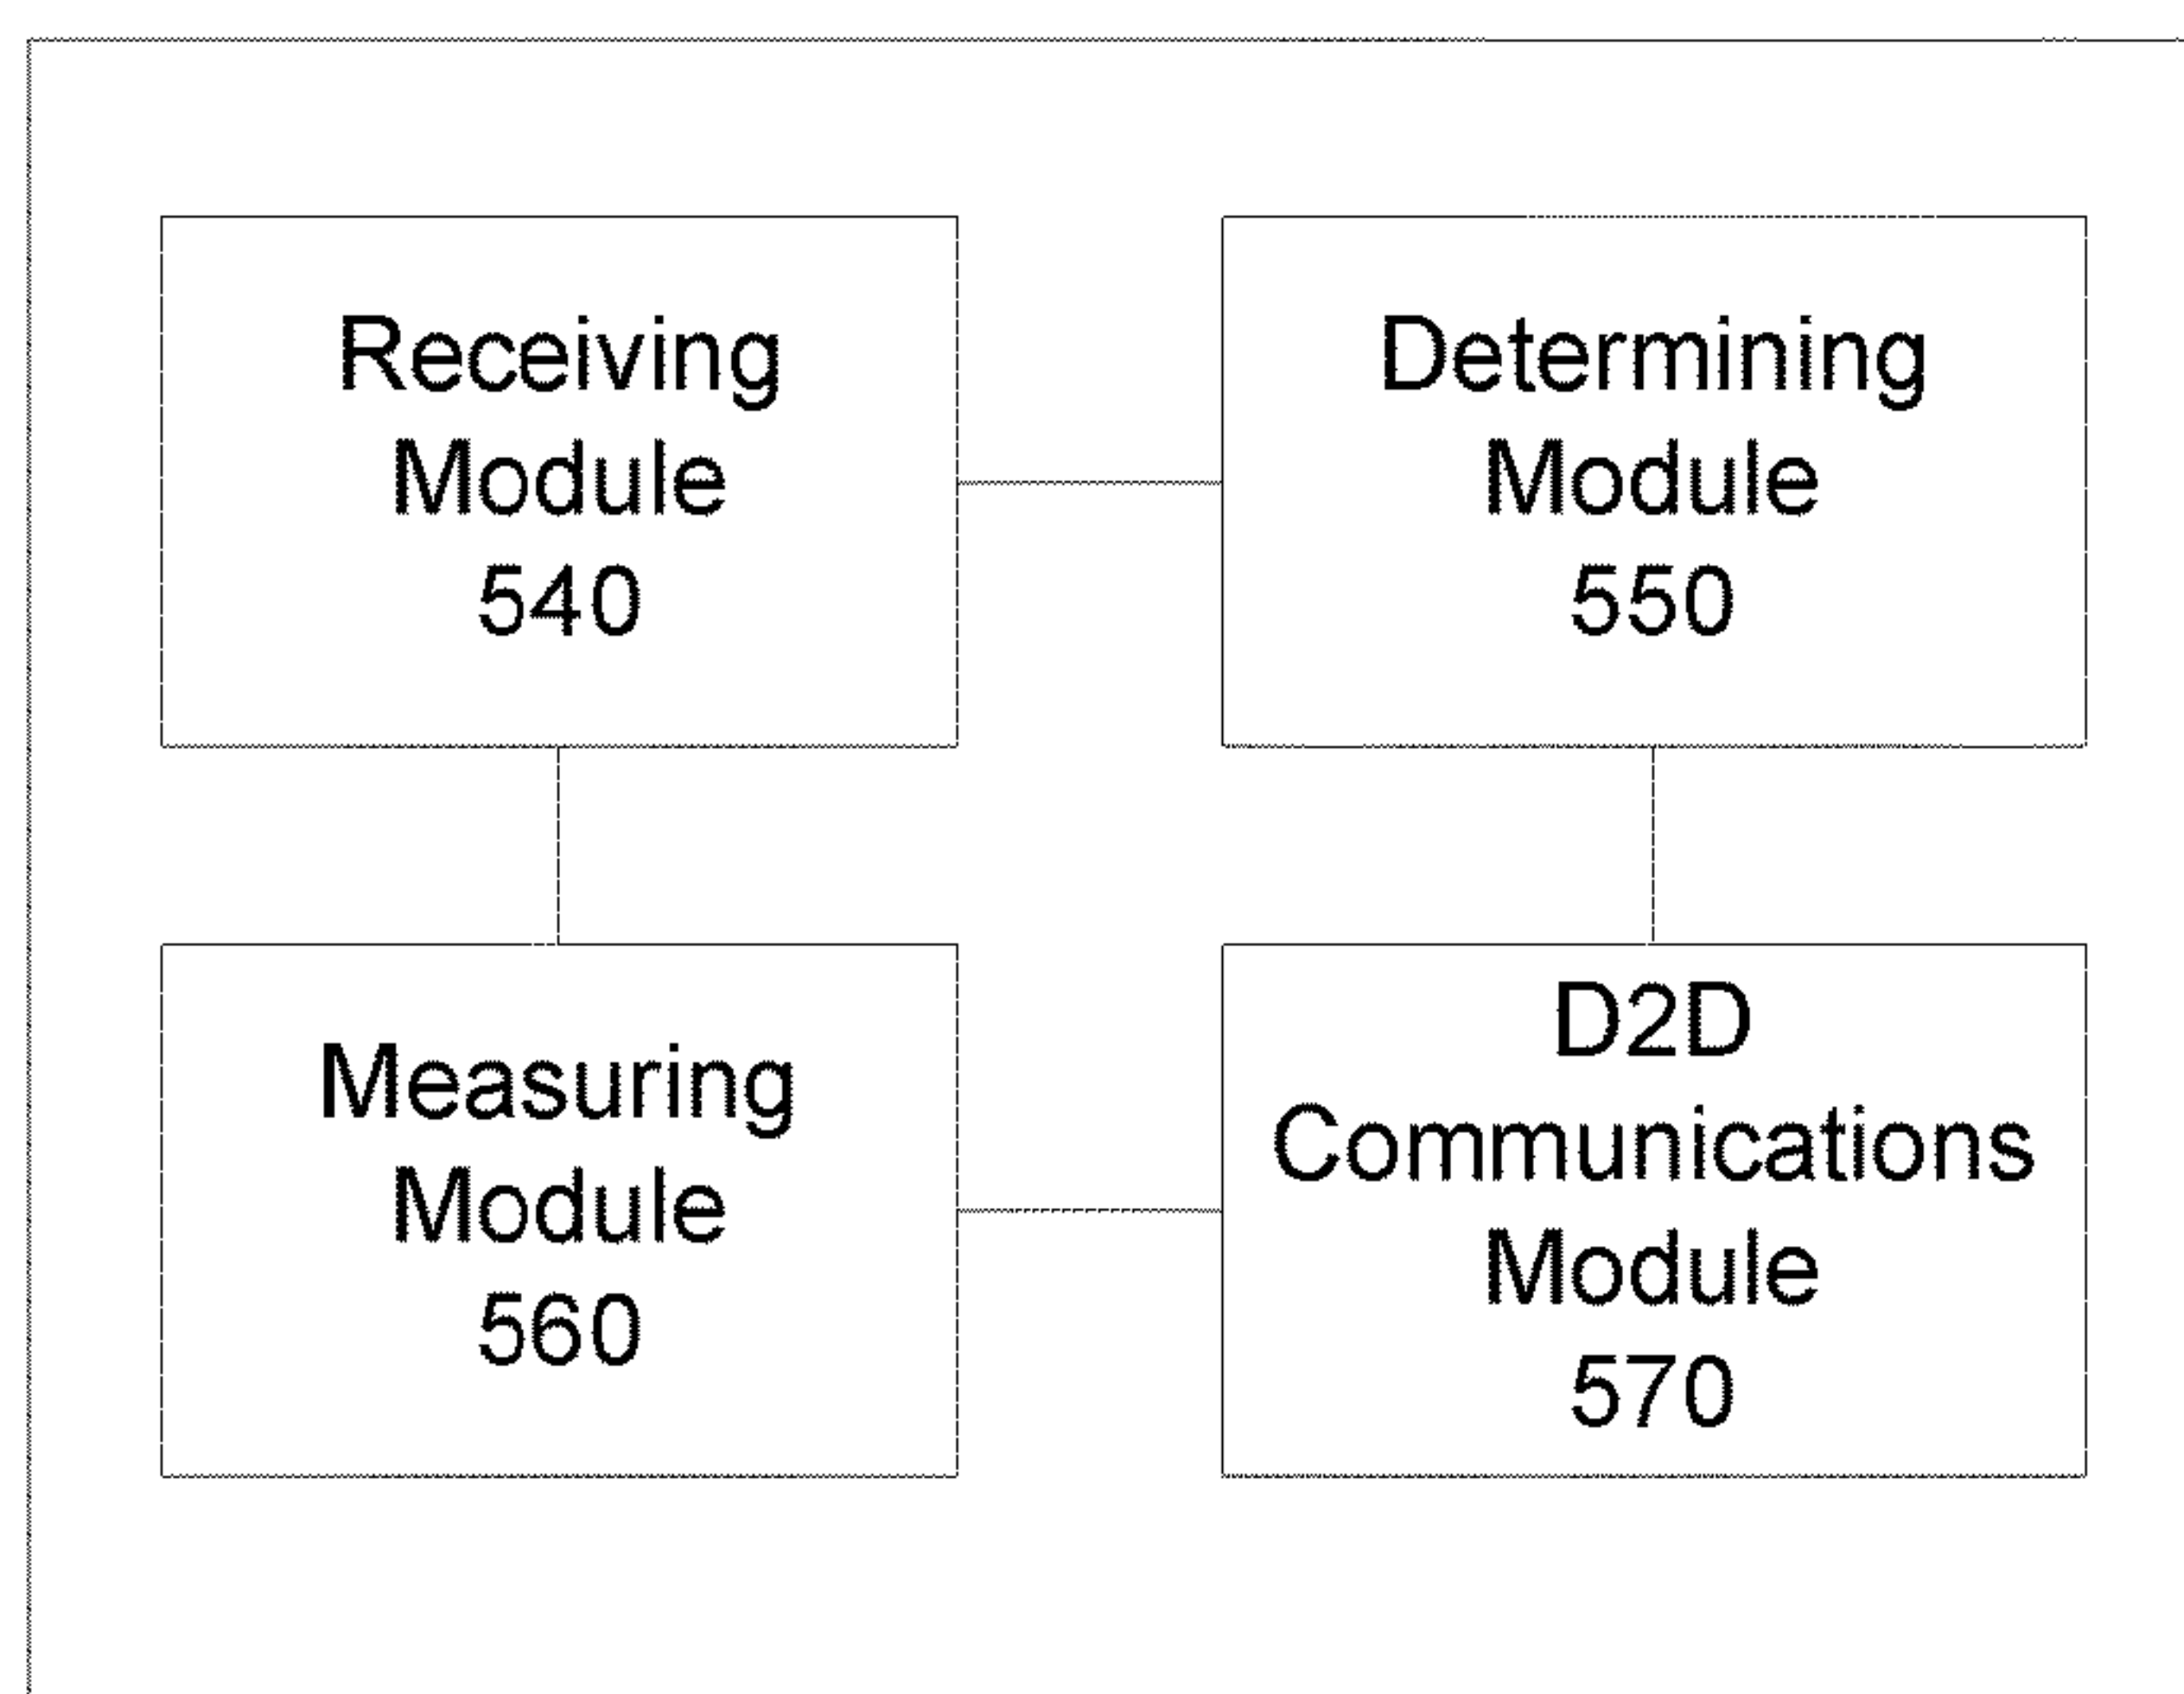 Receiving
Module
540
Determining
Module
550
Measuring
Module
560
D2D
Communications
Module
570